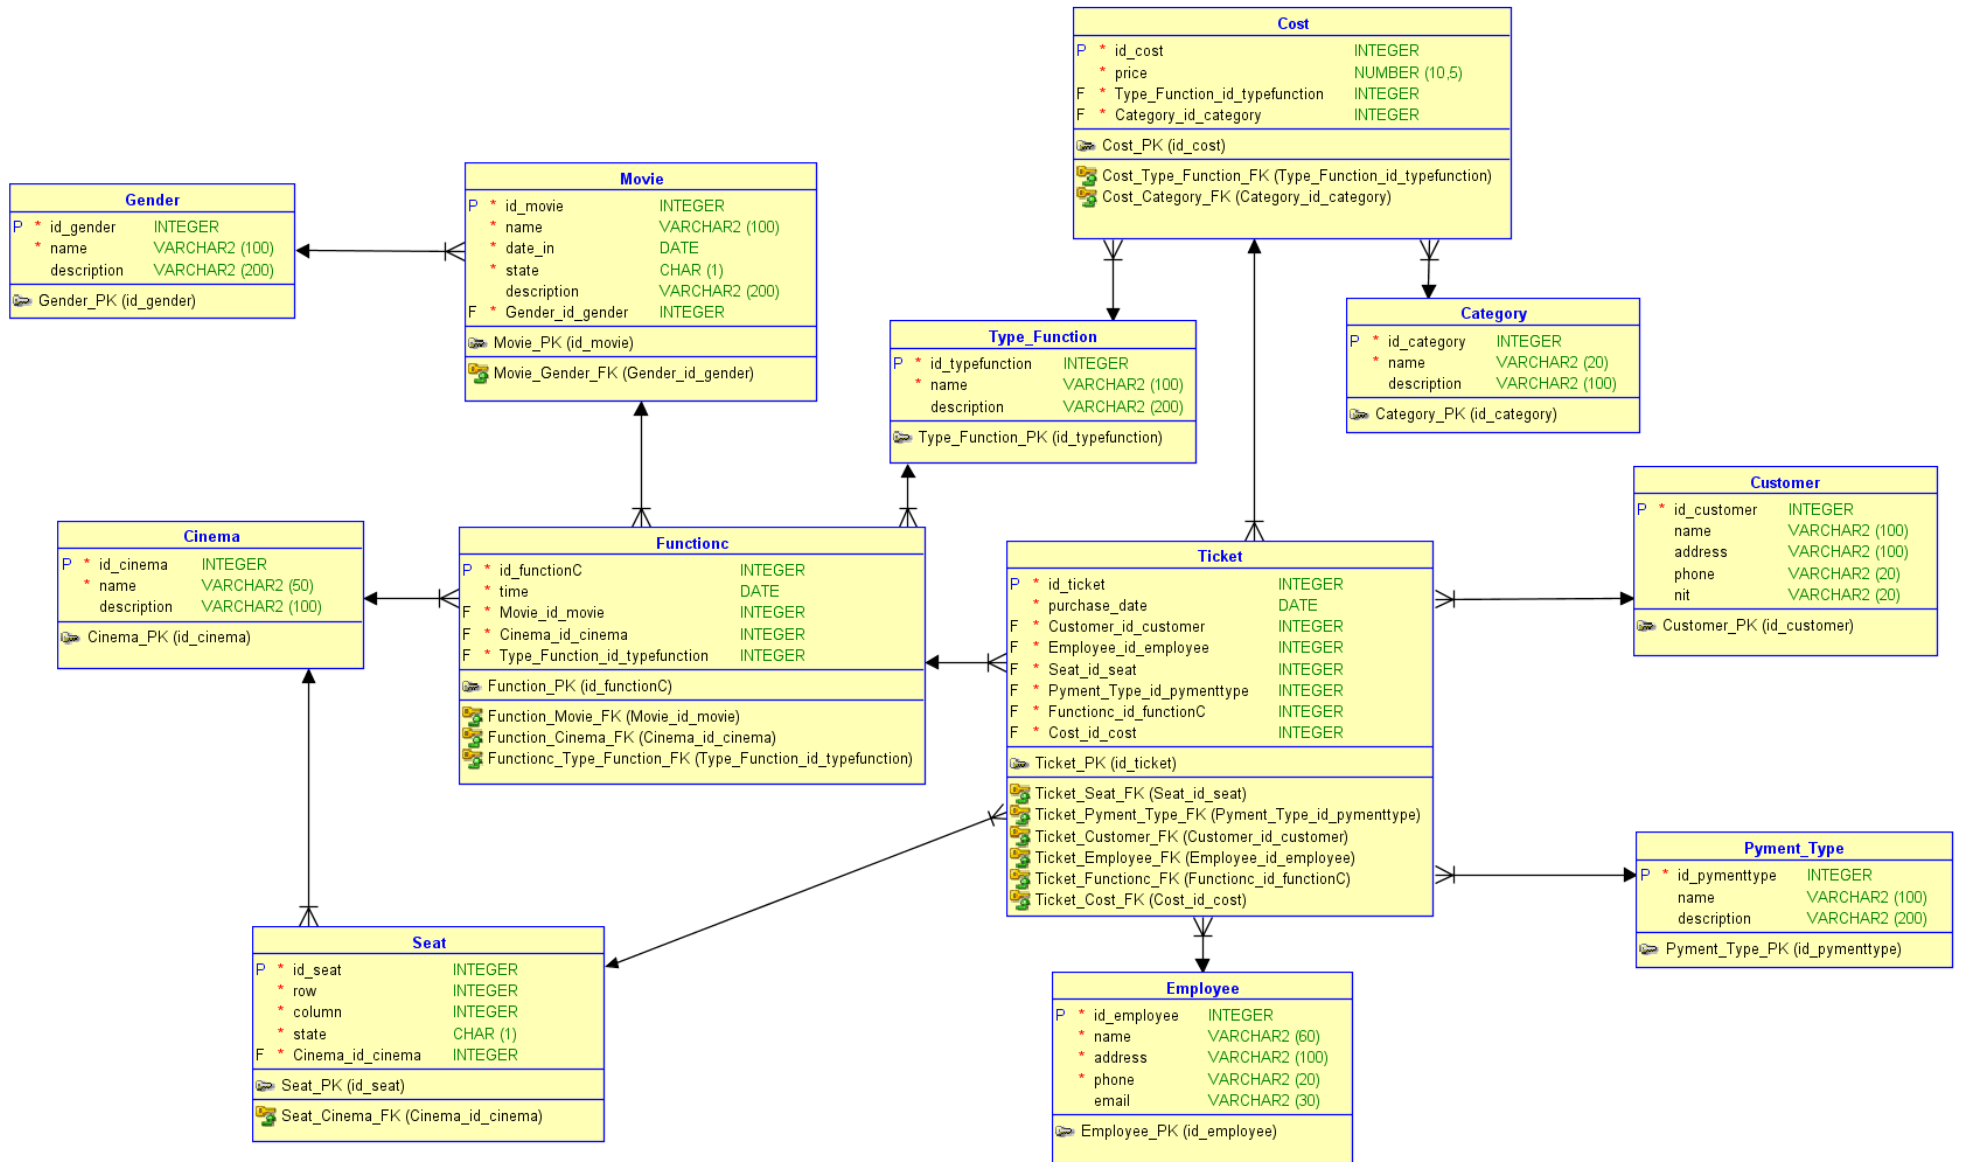 Cost
P * id_cost INTEGER
* price NUMBER (10,5)
F * Type_Function_id_typefunction INTEGER
F * Category_id_category INTEGER
Cost_PK (id_cost)
Cost_Type_Function_FK (Type_Function_id_typefunction)
Cost_Category_FK (Category_id_category)
Gender
P * id_gender INTEGER
* name VARCHAR2 (100)
description VARCHAR2 (200)
Gender_PK (id_gender)
Movie
P * id_movie INTEGER
* name VARCHAR2 (100)
* date_in DATE
* state CHAR (1)
description VARCHAR2 (200)
F * Gender_id_gender INTEGER
Movie_PK (id_movie)
Movie_Gender_FK (Gender_id_gender)
Type_Function
P * id_typefunction INTEGER
* name VARCHAR2 (100)
description VARCHAR2 (200)
Type_Function_PK (id_typefunction)
Category
P * id_category INTEGER
* name VARCHAR2 (20)
description VARCHAR2 (100)
Category_PK (id_category)
Cinema
P * id_cinema INTEGER
* name VARCHAR2 (50)
description VARCHAR2 (100)
Cinema_PK (id_cinema)
Functionc
P * id_functionC INTEGER
* time DATE
F * Movie_id_movie INTEGER
F * Cinema_id_cinema INTEGER
F * Type_Function_id_typefunction INTEGER
Function_PK (id_functionC)
Function_Movie_FK (Movie_id_movie)
Function_Cinema_FK (Cinema_id_cinema)
Functionc_Type_Function_FK (Type_Function_id_typefunction)
Ticket
P * id_ticket INTEGER
* purchase_date DATE
F * Customer_id_customer INTEGER
F * Employee_id_employee INTEGER
F * Seat_id_seat INTEGER
F * Pyment_Type_id_pymenttype INTEGER
F * Functionc_id_functionC INTEGER
F * Cost_id_cost INTEGER
Ticket_PK (id_ticket)
Ticket_Seat_FK (Seat_id_seat)
Ticket_Pyment_Type_FK (Pyment_Type_id_pymenttype)
Ticket_Customer_FK (Customer_id_customer)
Ticket_Employee_FK (Employee_id_employee)
Ticket_Functionc_FK (Functionc_id_functionC)
Ticket_Cost_FK (Cost_id_cost)
Customer
P * id_customer INTEGER
name VARCHAR2 (100)
address VARCHAR2 (100)
phone VARCHAR2 (20)
nit VARCHAR2 (20)
Customer_PK (id_customer)
Pyment_Type
P * id_pymenttype INTEGER
name VARCHAR2 (100)
description VARCHAR2 (200)
Pyment_Type_PK (id_pymenttype)
Seat
P * id_seat INTEGER
* row INTEGER
* column INTEGER
* state CHAR (1)
F * Cinema_id_cinema INTEGER
Seat_PK (id_seat)
Seat_Cinema_FK (Cinema_id_cinema)
Employee
P * id_employee INTEGER
* name VARCHAR2 (60)
* address VARCHAR2 (100)
* phone VARCHAR2 (20)
email VARCHAR2 (30)
Employee_PK (id_employee)